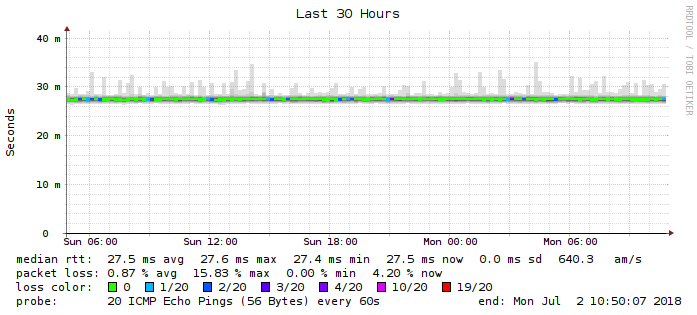 Last 30 Hours
RRDTOOL / TOBI OETIKER
Seconds
40 m
30 m
20 m
10 m
0
Sun 06:00 Sun 12:00 Sun 18:00 Mon 00:00 Mon 06:00
median rtt: 27.5 ms avg 27.6 ms max 27.4 ms min 27.5 ms now 0.0 ms sd 640.3 am/s
packet loss: 0.87 % avg 15.83 % max 0.00 % min 4.20 % now
loss color: 0 1/20 2/20 3/20 4/20 10/20 19/20
probe: 20 ICMP Echo Pings (56 Bytes) every 60s end: Mon Jul 2 10:50:07 2018